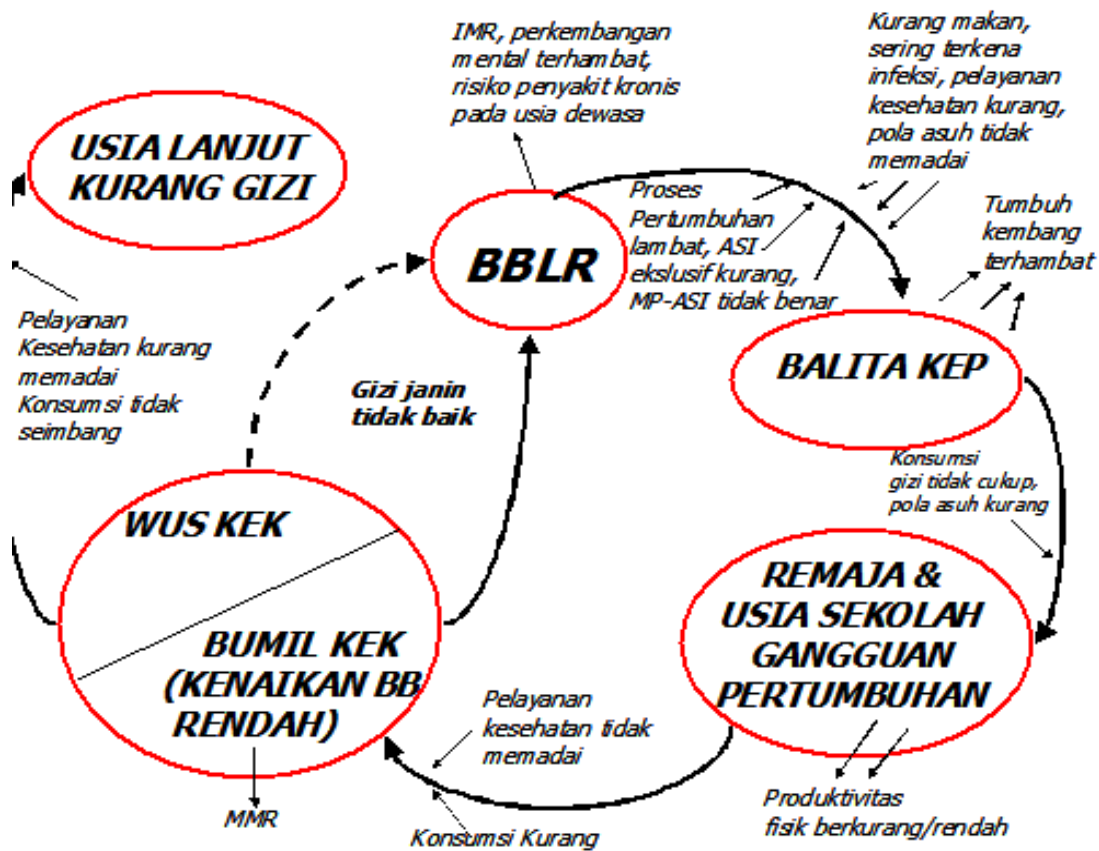 IMR, perkembangan
mental terhambat,
risiko penyakit kronis
pada usia dewasa
Kurang makan,
sering terkena
infeksi, pelayanan
kesehatan kurang,
pola asuh tidak
memadai
USIA LANJUT
KURANG GIZI
BBLR
Proses
Pertumbuhan
lambat, ASI
ekslusif kurang,
MP-ASI tidak benar
Tumbuh
kembang
terhambat
Pelayanan
Kesehatan kurang
memadai
Konsumsi tidak
seimbang
Gizi janin
tidak baik
BALITA KEP
Konsumsi
gizi tidak cukup,
pola asuh kurang
WUS KEK
BUMIL KEK
(KENAIKAN BB
RENDAH)
REMAJA &
USIA SEKOLAH
GANGGUAN
PERTUMBUHAN
Pelayanan
kesehatan tidak
memadai
MMR
Konsumsi Kurang
Produktivitas
fisik berkurang/rendah